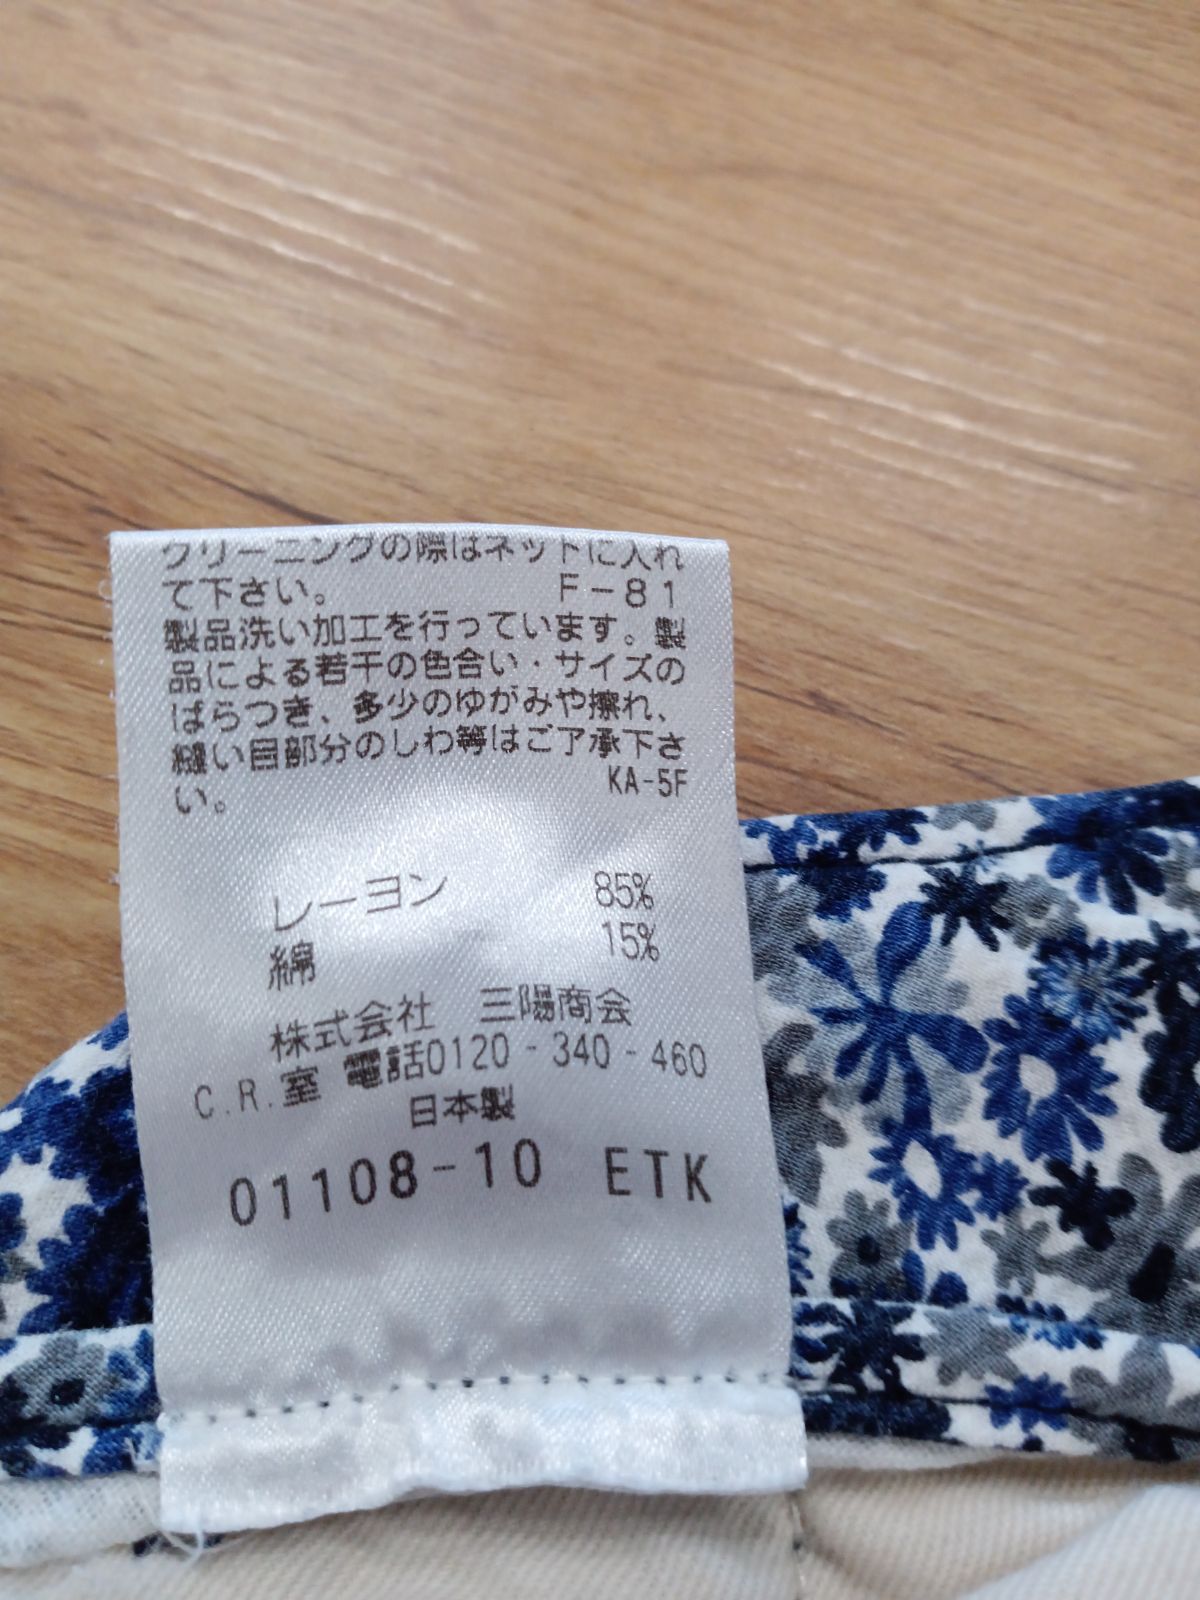 クリーニングの際はネットに入れ
て下さい。 F-81
製品洗い加工を行っています。製
品による若干の色合い・サイズの
ばらつき、多少のゆがみや擦れ、
縫い目部分のしわ等はご了承下さ
い。 KA-5F
レーヨン 85%
綿 15%
株式会社 三陽商会
C.R.室 電話0120-340-460
日本製
01108-10 ETK